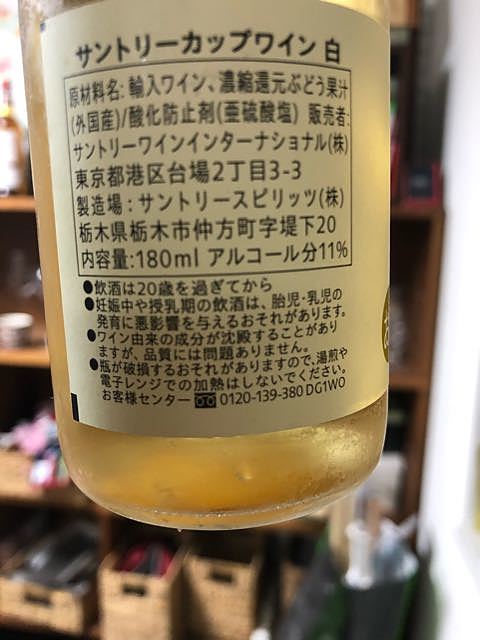 サントリーカップワイン 白
原材料名: 輸入ワイン、濃縮還元ぶどう果汁
(外国産)/酸化防止剤(亜硫酸塩) 販売者:
サントリーワインインターナショナル(株)
東京都港区台場2丁目3-3
製造場:サントリースピリッツ(株)
栃木県栃木市仲方町字堤下20
内容量:180ml アルコール分11%
●飲酒は20歳を過ぎてから
●妊娠中や授乳期の飲酒は、胎児・乳児の
発育に悪影響を与えるおそれがあります。
●ワイン由来の成分が沈殿することがあり
ますが、品質には問題ありません。
●瓶が破損するおそれがありますので、湯煎や
電子レンジでの加熱はしないでください。
お客様センター 0120-139-380 DG1WO